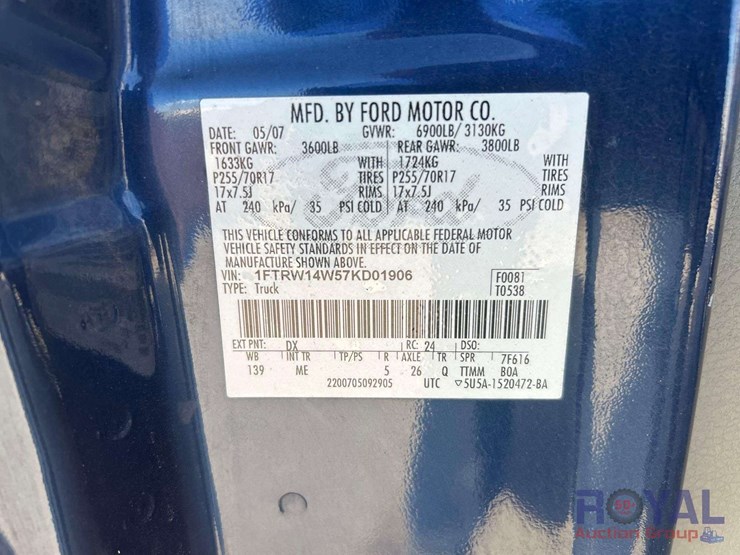 MFD. BY FORD MOTOR CO.
DATE: 05/07 GVWR: 6900LB/ 3130KG
FRONT GAWR: 3600LB REAR GAWR: 3800LB
1633KG WITH 1724KG WITH
P255/70R17 TIRES P255/70R17 TIRES
17x7.5J RIMS 17x7.5J RIMS
AT 240 kPa/ 35 PSI COLD AT 240 kPa/ 35 PSI COLD
Ford
THIS VEHICLE CONFORMS TO ALL APPLICABLE FEDERAL MOTOR
VEHICLE SAFETY STANDARDS IN EFFECT ON THE DATE OF
MANUFACTURE SHOWN ABOVE.
VIN: 1FTRW14W57KD01906 F0081
TYPE: Truck T0538
EXT PNT: DX RC: 24 DSO:
WB INT TR TP/PS R AXLE TR SPR 7F616
139 ME 5 26 Q TTMM BOA
2200705092905 UTC ▽5U5A-1520472-BA
ROYAL
Auction Group